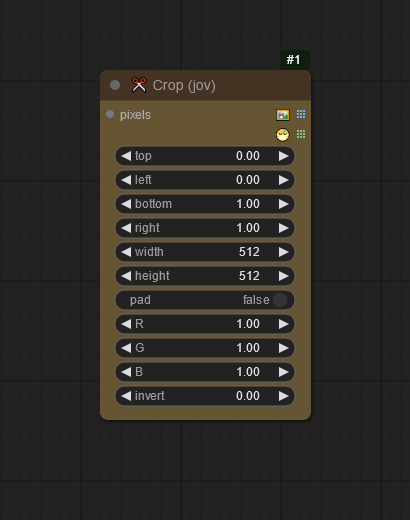 #1
Crop (jov)
pixels
top 0.00
left 0.00
bottom 1.00
right 1.00
width 512
height 512
pad false
R 1.00
G 1.00
B 1.00
invert 0.00